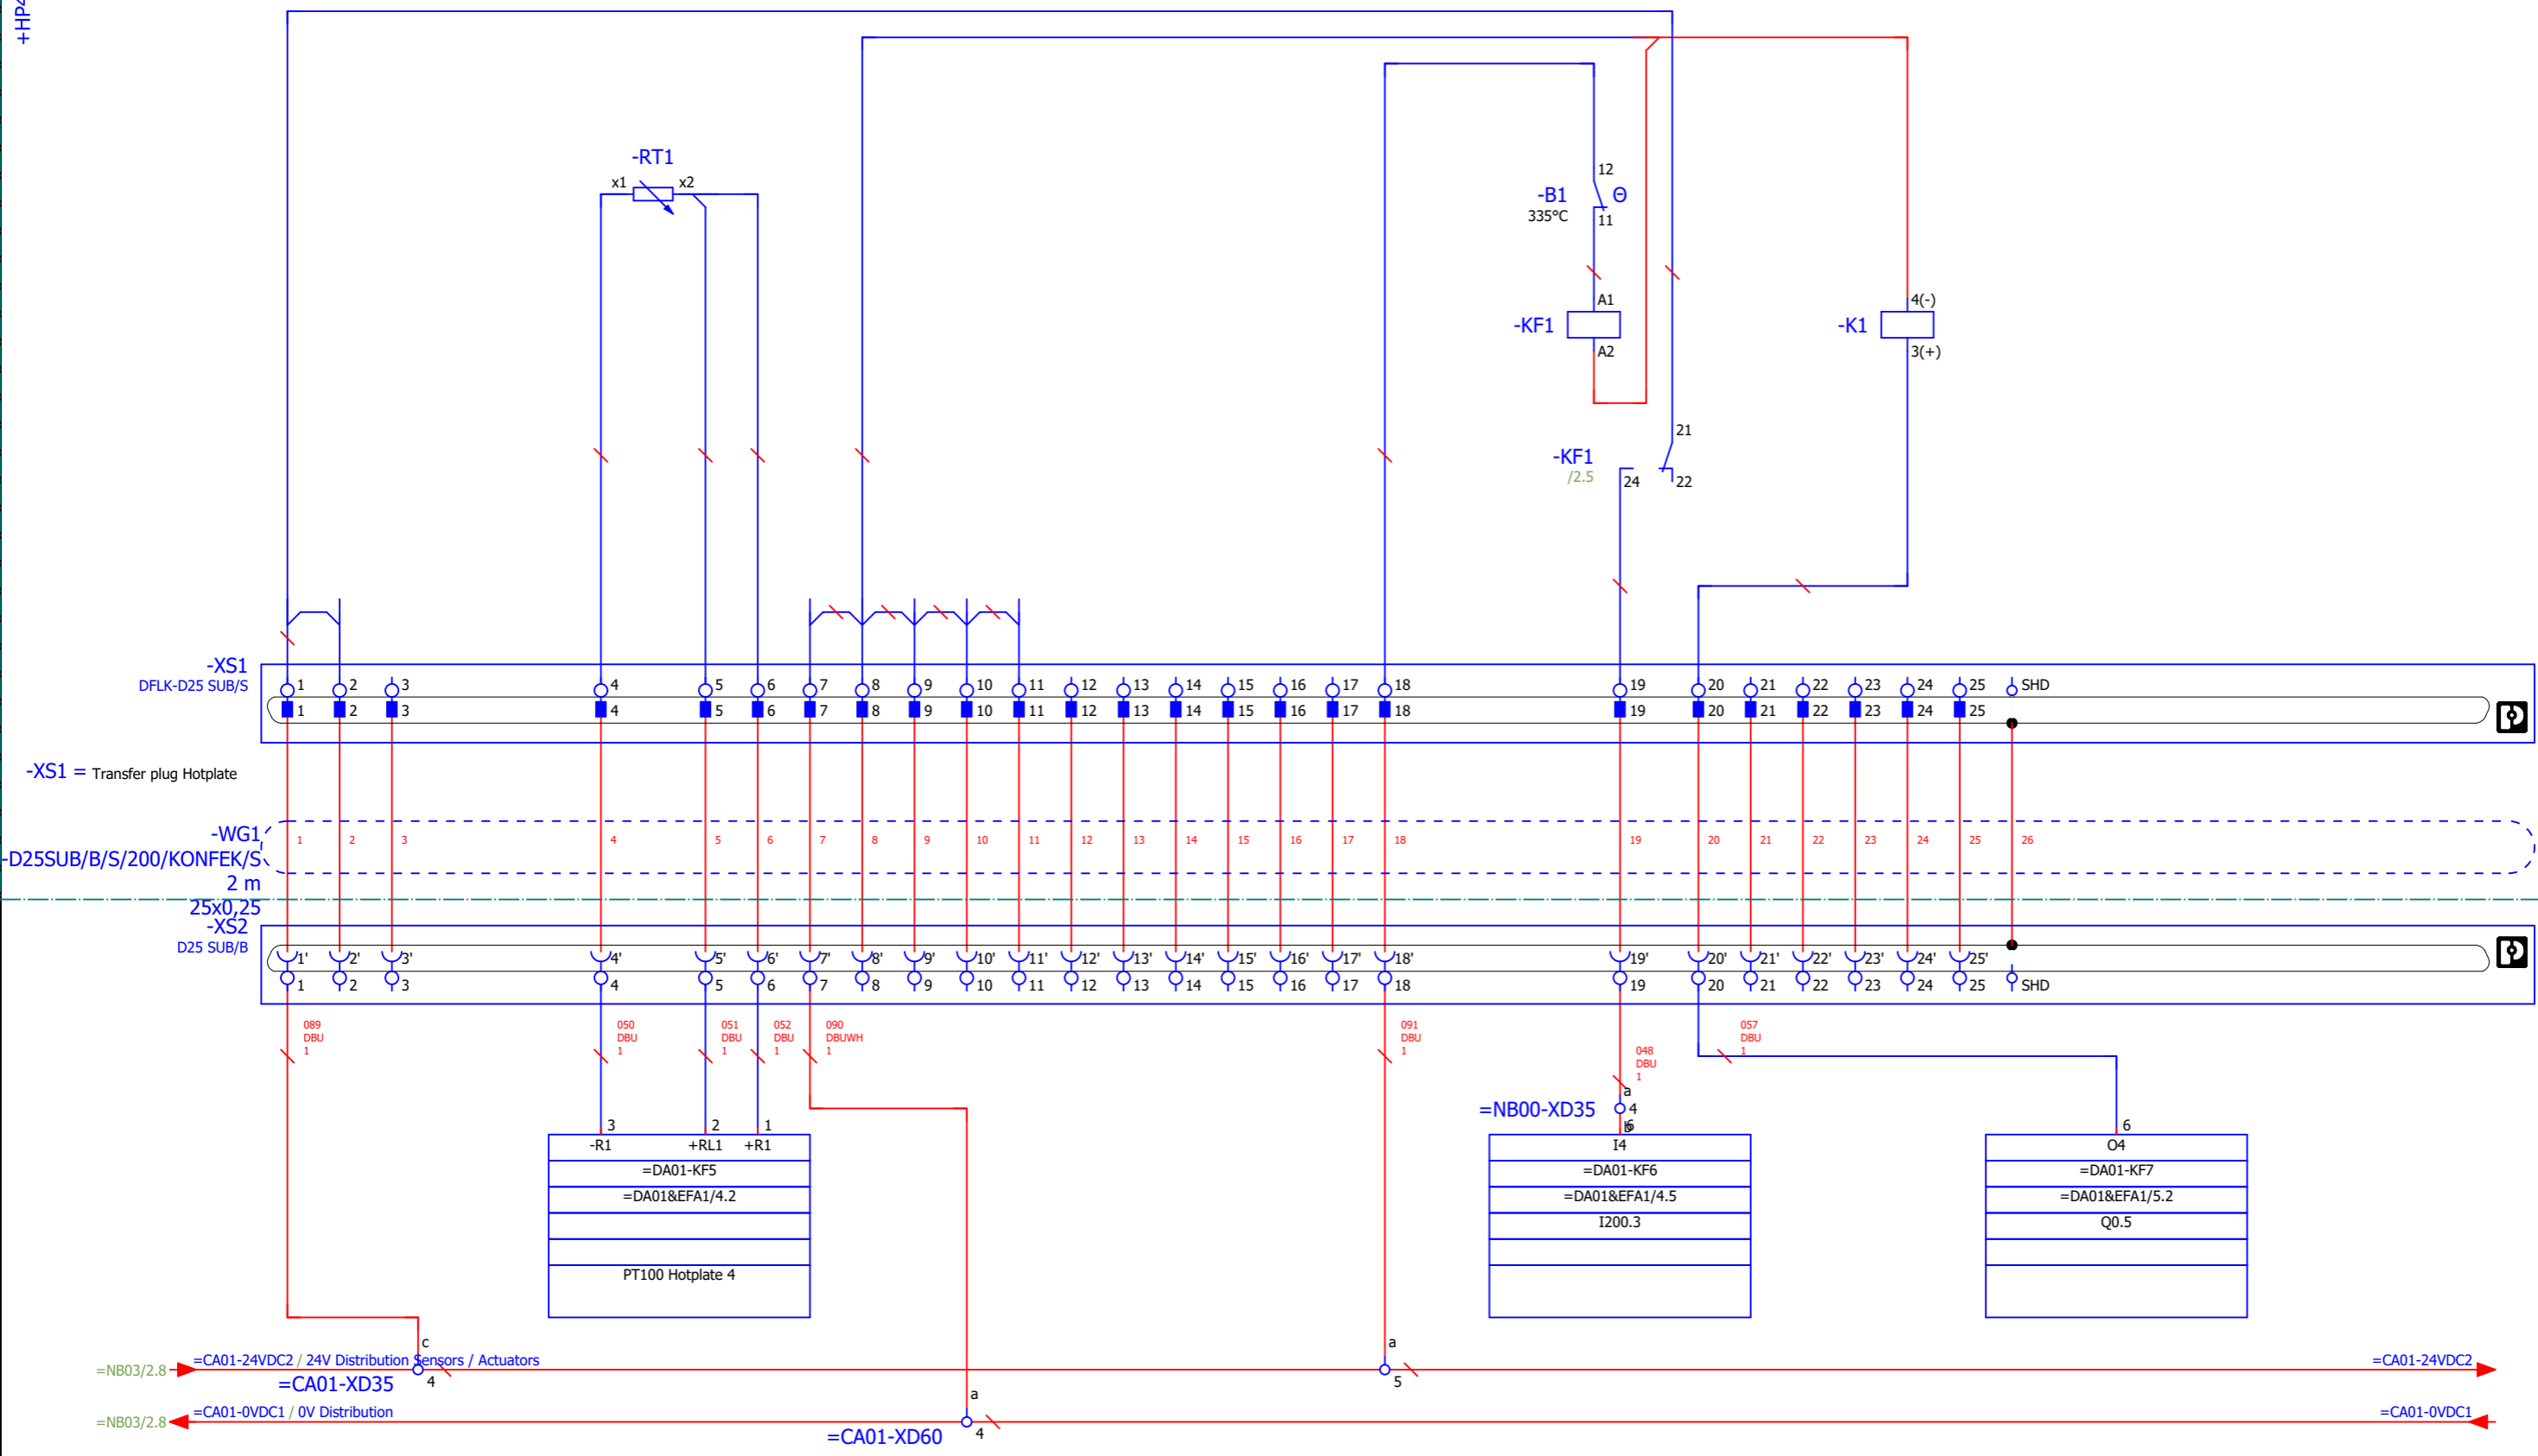 +HP4
-RT1
x1 x2
12
-B1 Θ
335°C
11
A1 4(-)
-KF1 -K1
A2 3(+)
21
-KF1
/2.5
24 22
-XS1
DFLK-D25 SUB/S
1 2 3 4 5 6 7 8 9 10 11 12 13 14 15 16 17 18 19 20 21 22 23 24 25 SHD
1 2 3 4 5 6 7 8 9 10 11 12 13 14 15 16 17 18 19 20 21 22 23 24 25
-XS1 = Transfer plug Hotplate
-WG1
1 2 3 4 5 6 7 8 9 10 11 12 13 14 15 16 17 18 19 20 21 22 23 24 25 26
-D25SUB/B/S/200/KONFEK/S
2 m
25x0,25
-XS2
D25 SUB/B
1' 2' 3' 4' 5' 6' 7' 8' 9' 10' 11' 12' 13' 14' 15' 16' 17' 18' 19' 20' 21' 22' 23' 24' 25'
1 2 3 4 5 6 7 8 9 10 11 12 13 14 15 16 17 18 19 20 21 22 23 24 25 SHD
089 050 051 052 090 091 057
DBU DBU DBU DBU DBUWH DBU DBU
1 1 1 1 1 1 1
048
DBU
1
a
=NB00-XD35 4
3 2 1 b 6 6
-R1 +RL1 +R1 I4 O4
=DA01-KF5 =DA01-KF6 =DA01-KF7
=DA01&EFA1/4.2 =DA01&EFA1/4.5 =DA01&EFA1/5.2
I200.3 Q0.5
PT100 Hotplate 4
c a
=NB03/2.8 =CA01-24VDC2 / 24V Distribution Sensors / Actuators =CA01-24VDC2
=CA01-XD35 4 5
a
=NB03/2.8 =CA01-0VDC1 / 0V Distribution =CA01-0VDC1
=CA01-XD60 4